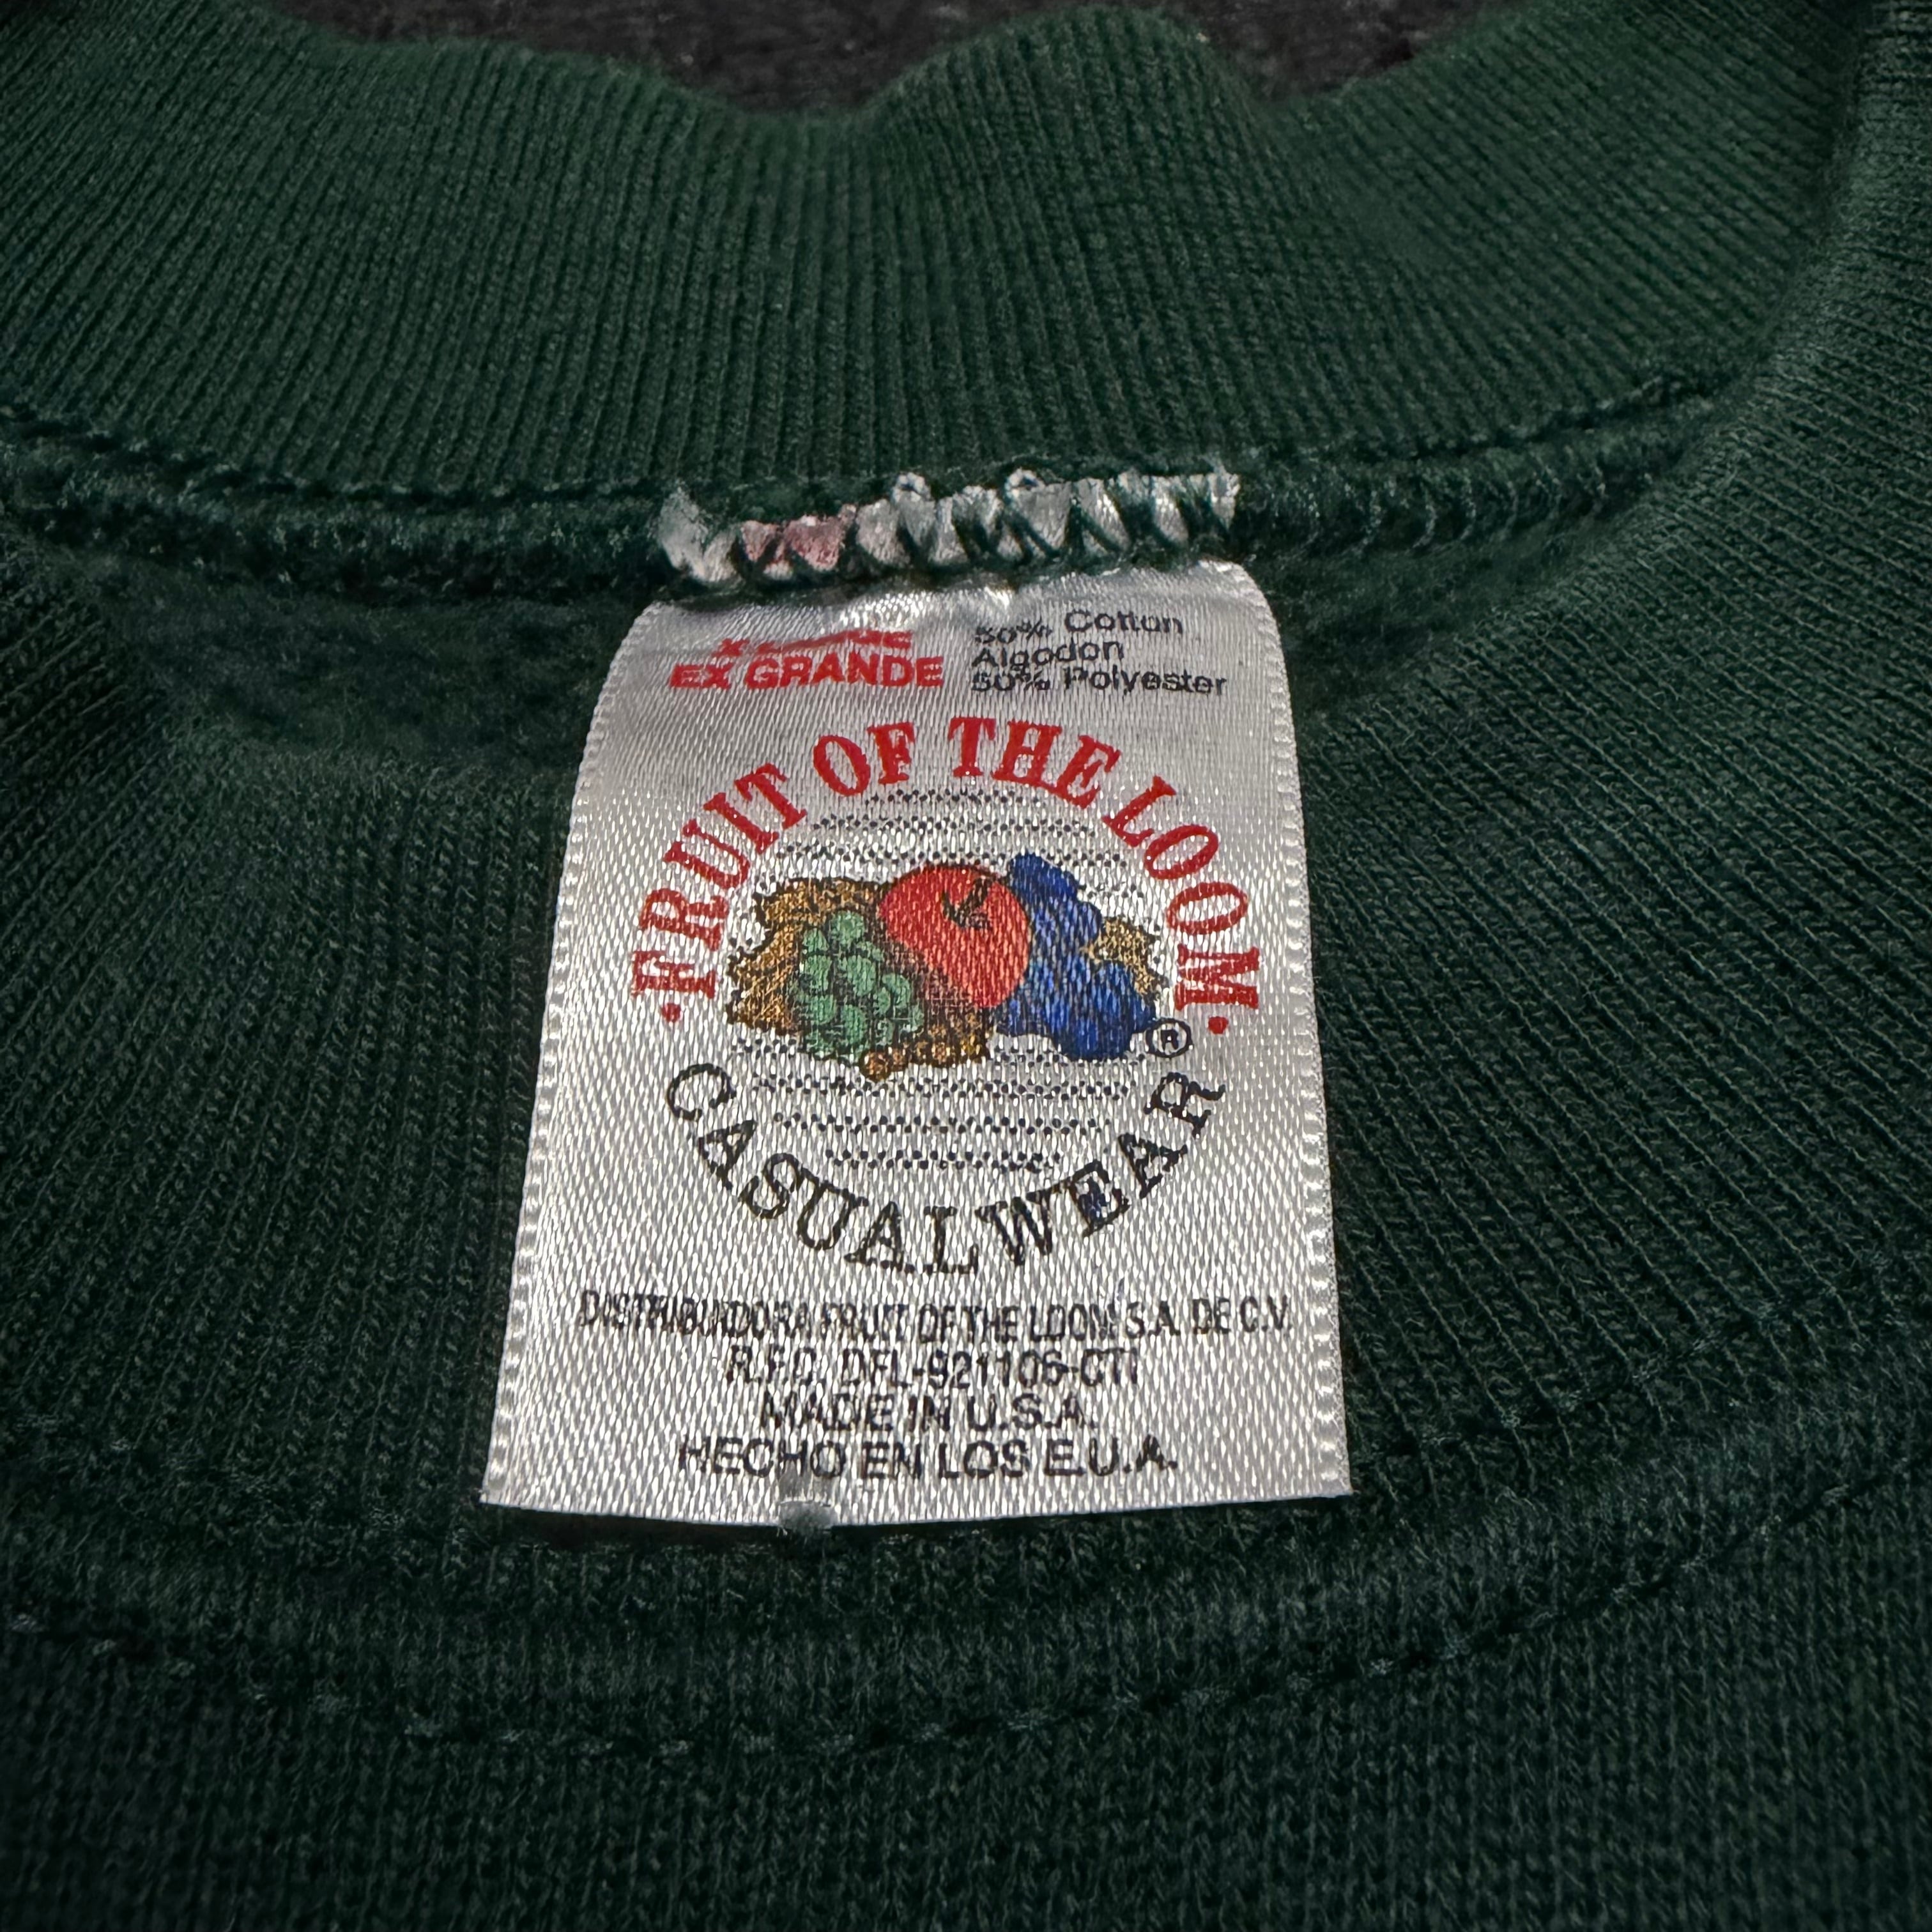 X LARGE
EX GRANDE
50% Cotton
Algodon
50% Polyester
·FRUIT OF THE LOOM·
®
CASUALWEAR
DISTRIBUIDORA FRUIT OF THE LOOM S.A. DE C.V.
R.F.C. DFL-921106-CTI
MADE IN U.S.A.
HECHO EN LOS E.U.A.